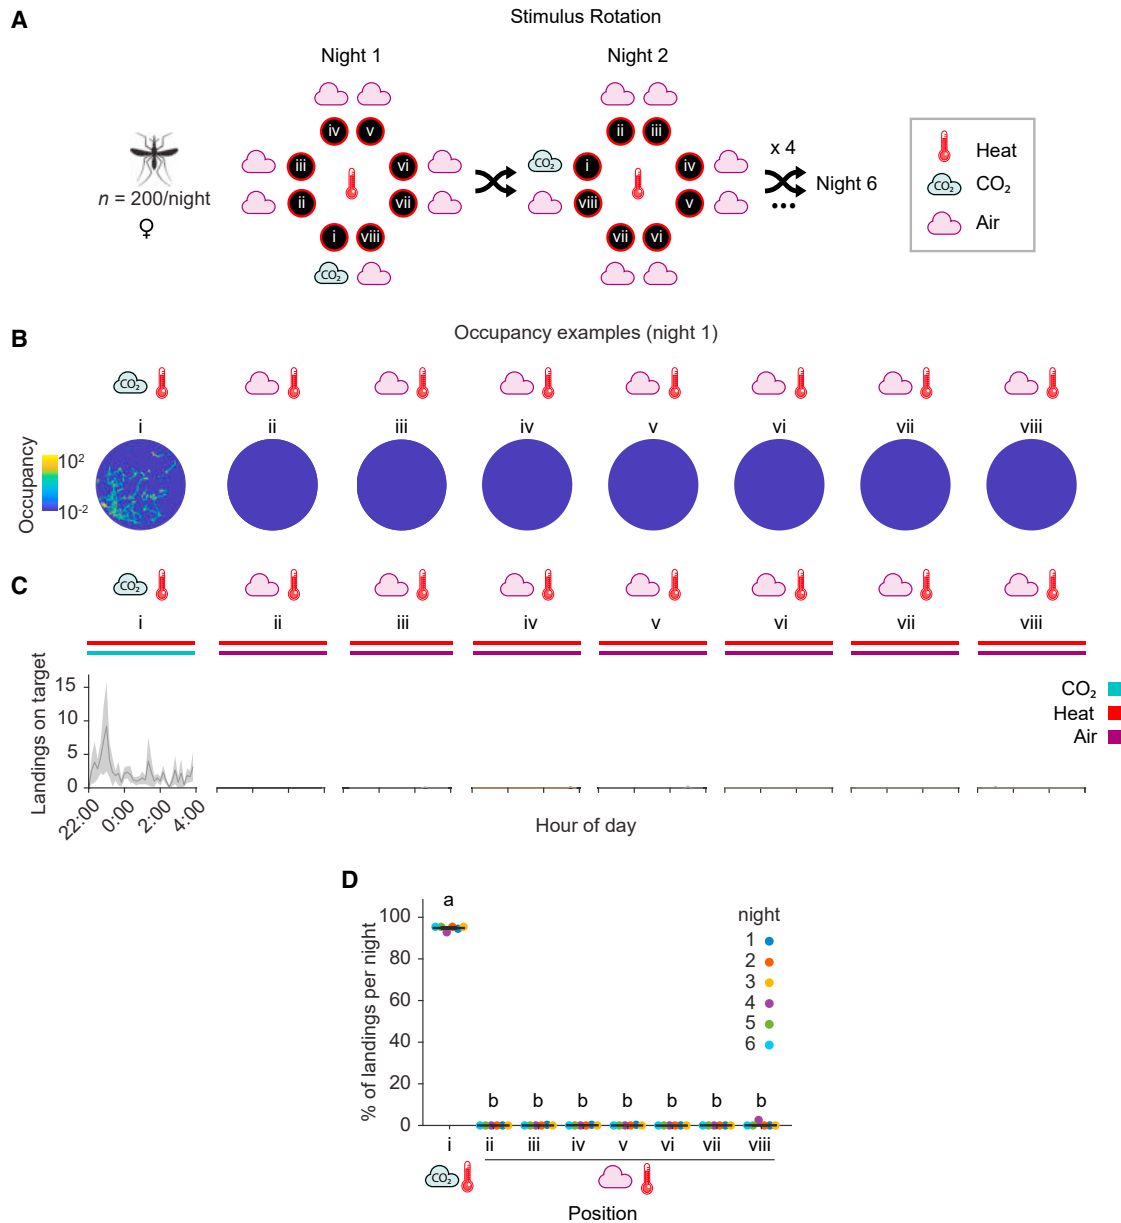 A
Stimulus Rotation
Night 1
Night 2
iv v
iii vi
ii vii
i viii
CO₂
n = 200/night
♀
ii iii
CO₂ i iv
viii v
vii vi
x 4
Night 6
Heat
CO₂ CO₂
Air
B
Occupancy examples (night 1)
CO₂
i ii iii iv v vi vii viii
Occupancy
10²
10⁻²
C
CO₂
i ii iii iv v vi vii viii
Landings on target
15
10
5
0
22:00 0:00 2:00 4:00
Hour of day
CO₂
Heat
Air
D
% of landings per night
100
80
60
40
20
0
a
b b b b b b b
night
1
2
3
4
5
6
i ii iii iv v vi vii viii
CO₂
Position